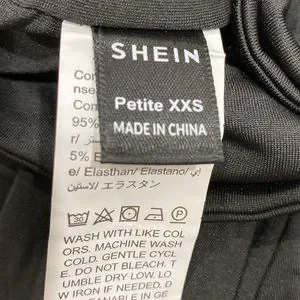 SHEIN
Petite XXS
MADE IN CHINA
95%
5% E
e/ Elasthan/ Elastano/
エラスタン
30
WASH WITH LIKE COL
ORS. MACHINE WASH
COLD. GENTLE CYCL
E. DO NOT BLEACH. T
UMBLE DRY LOW. LO
W IRON IF NEEDED. D